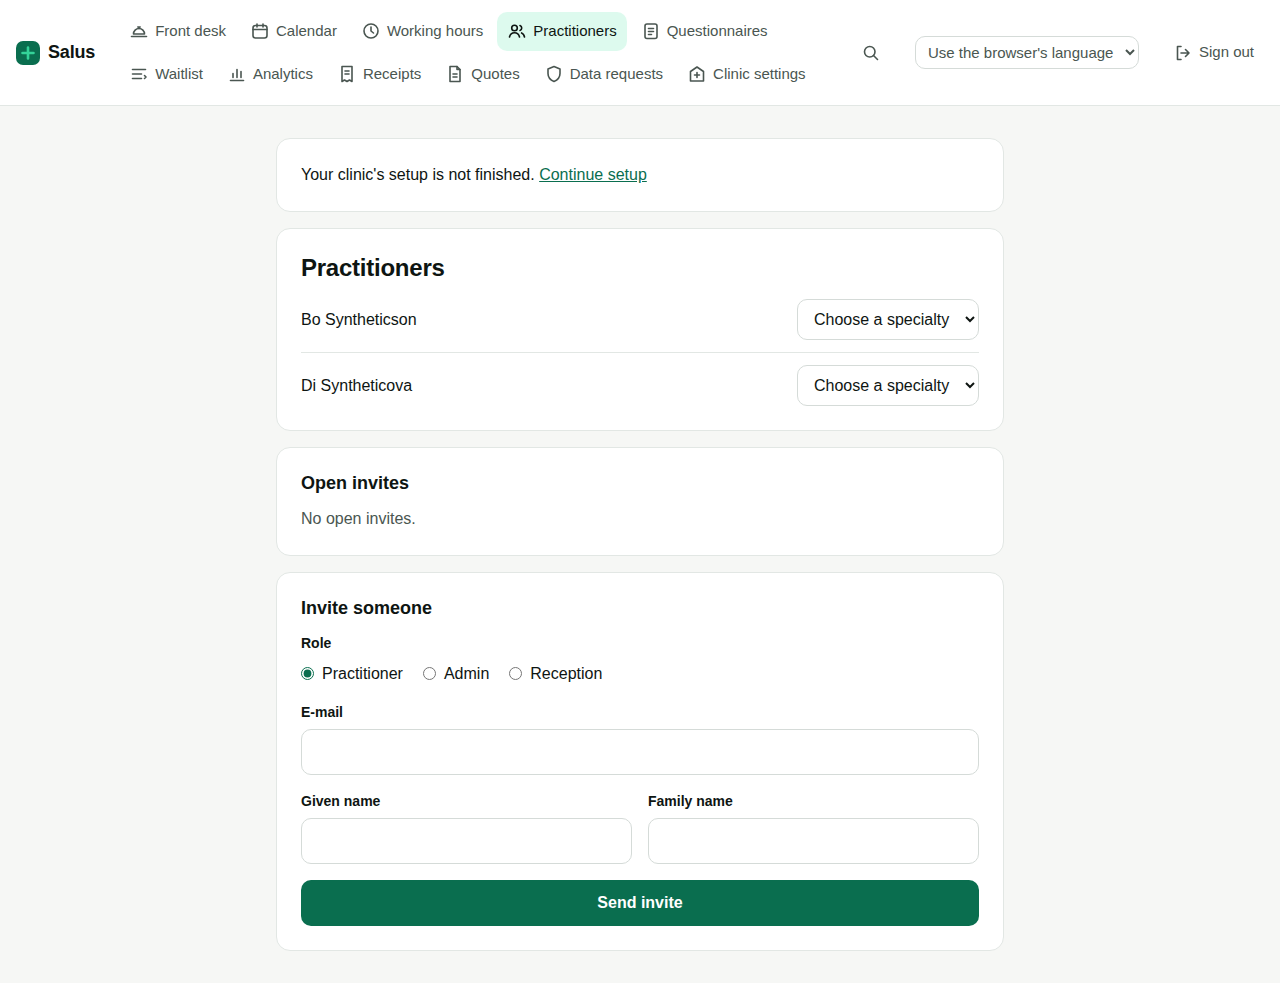 Salus
Front desk
Calendar
Working hours
Practitioners
Questionnaires
Waitlist
Analytics
Receipts
Quotes
Data requests
Clinic settings
Use the browser's language
Sign out
Your clinic's setup is not finished. Continue setup
Practitioners
Bo Syntheticson
Choose a specialty
Di Syntheticova
Choose a specialty
Open invites
No open invites.
Invite someone
Role
Practitioner
Admin
Reception
E-mail
Given name
Family name
Send invite